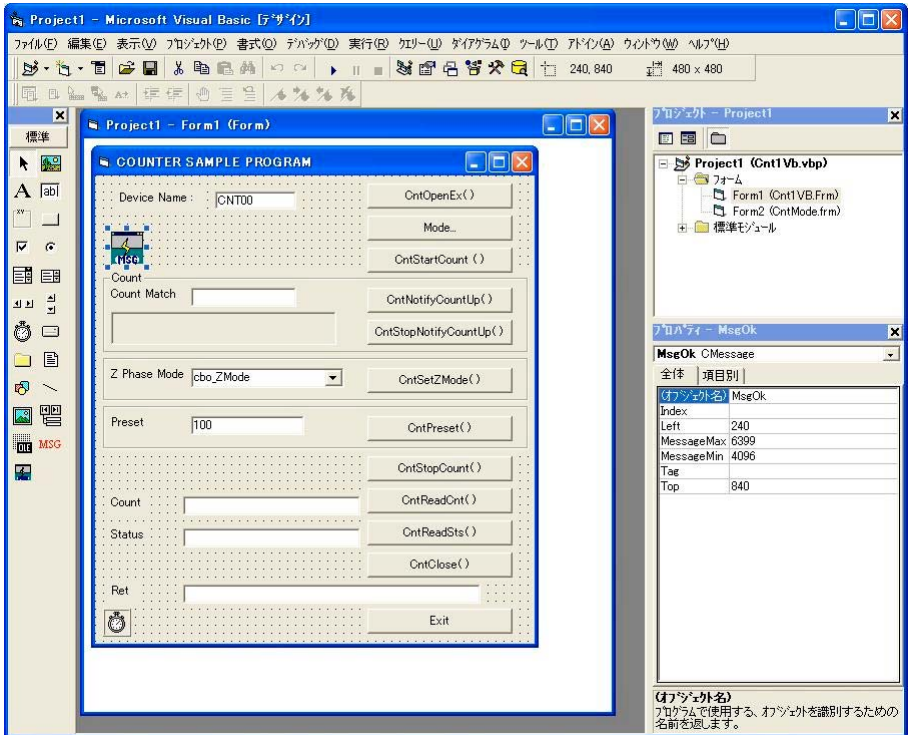 Project1 - Microsoft Visual Basic [ﾃﾞｻﾞｲﾝ]
ﾌｧｲﾙ(F) 編集(E) 表示(V) ﾌﾟﾛｼﾞｪｸﾄ(P) 書式(O) ﾃﾞﾊﾞｯｸﾞ(D) 実行(R) ｸｴﾘｰ(U) ﾀﾞｲｱｸﾞﾗﾑ(I) ﾂｰﾙ(T) ｱﾄﾞｲﾝ(A) ｳｨﾝﾄﾞｳ(W) ﾍﾙﾌﾟ(H)
240, 840
480 × 480
標準
A
ab|
XY
OLE
MSG
Project1 - Form1 (Form)
COUNTER SAMPLE PROGRAM
Device Name : CNT00
CntOpenEx()
Mode...
MSG
CntStartCount ()
Count
Count Match
CntNotifyCountUp()
CntStopNotifyCountUp()
Z Phase Mode cbo_ZMode
CntSetZMode()
Preset 100
CntPreset()
CntStopCount()
Count
CntReadCnt()
Status
CntReadSts()
CntClose()
Ret
Exit
ﾌﾟﾛｼﾞｪｸﾄ - Project1
Project1 (Cnt1Vb.vbp)
ﾌｫｰﾑ
Form1 (Cnt1VB.Frm)
Form2 (CntMode.frm)
標準ﾓｼﾞｭｰﾙ
ﾌﾟﾛﾊﾟﾃｨ - MsgOk
MsgOk CMessage
全体 項目別
(ｵﾌﾞｼﾞｪｸﾄ名) MsgOk
Index
Left 240
MessageMax 6399
MessageMin 4096
Tag
Top 840
(ｵﾌﾞｼﾞｪｸﾄ名)
ﾌﾟﾛｸﾞﾗﾑで使用する、ｵﾌﾞｼﾞｪｸﾄを識別するための
名前を返します。